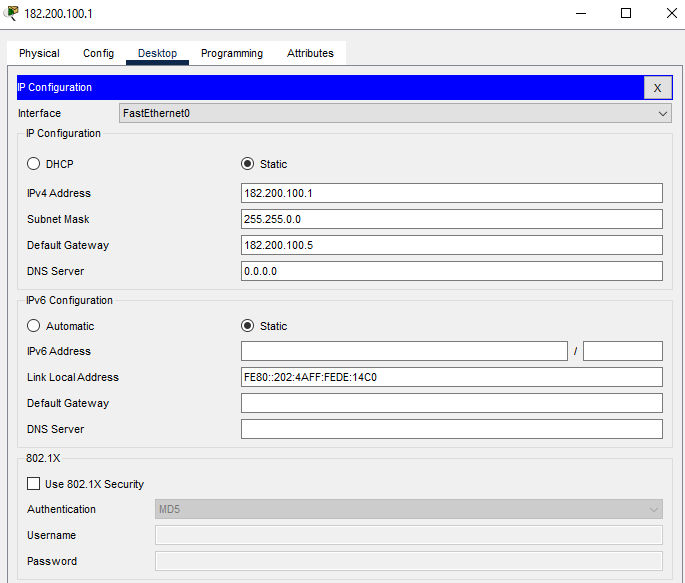 182.200.100.1
Physical Config Desktop Programming Attributes
IP Configuration X
Interface FastEthernet0
IP Configuration
DHCP Static
IPv4 Address 182.200.100.1
Subnet Mask 255.255.0.0
Default Gateway 182.200.100.5
DNS Server 0.0.0.0
IPv6 Configuration
Automatic Static
IPv6 Address /
Link Local Address FE80::202:4AFF:FEDE:14C0
Default Gateway
DNS Server
802.1X
Use 802.1X Security
Authentication MD5
Username
Password